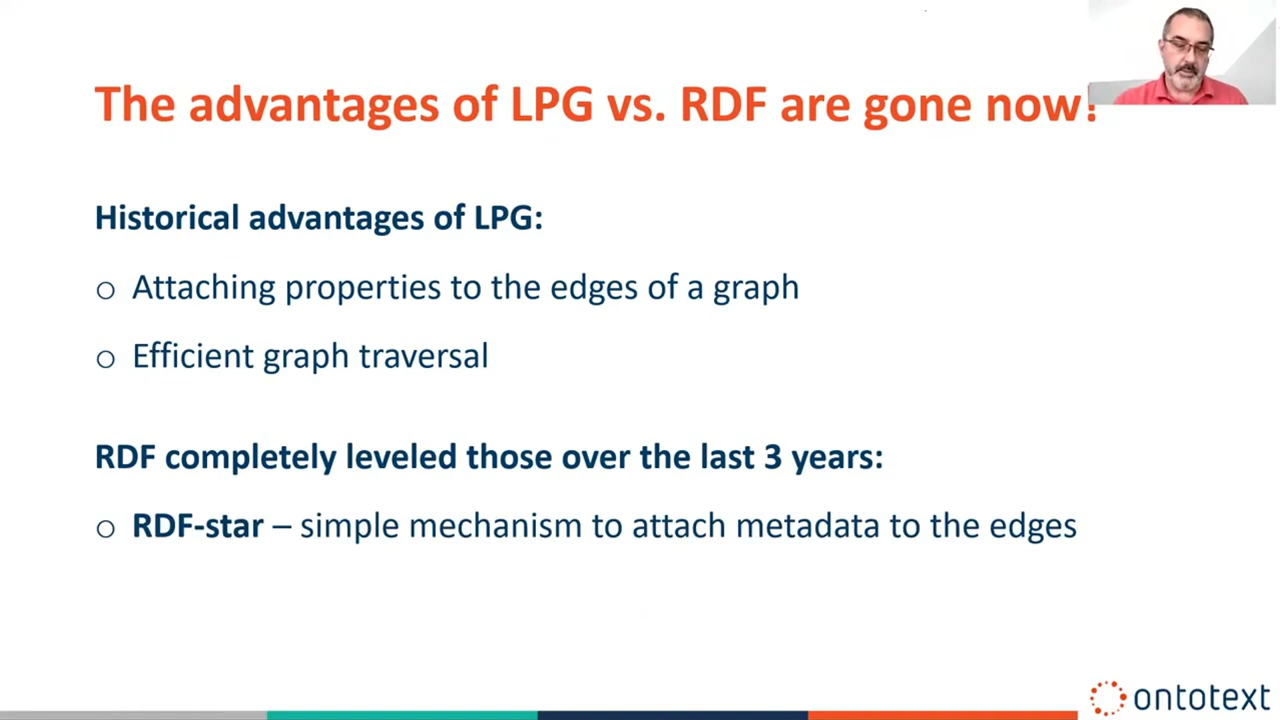 The advantages of LPG vs. RDF are gone now!
Historical advantages of LPG:
o Attaching properties to the edges of a graph
o Efficient graph traversal
RDF completely leveled those over the last 3 years:
o RDF-star – simple mechanism to attach metadata to the edges
ontotext